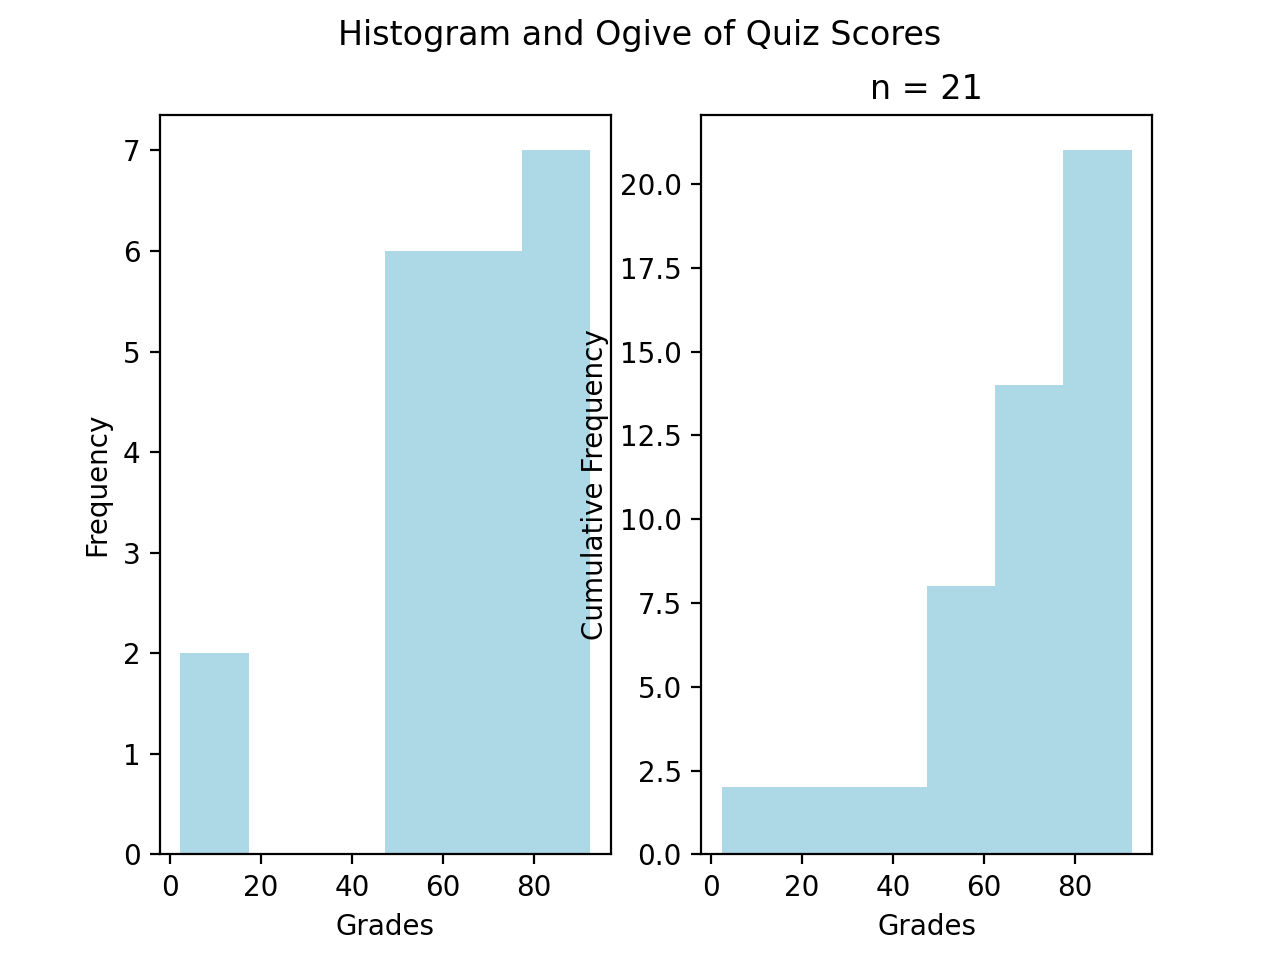 Histogram and Ogive of Quiz Scores
n = 21
7
6
5
4
3
2
1
0
Frequency
0 20 40 60 80
Grades
20.0
17.5
15.0
12.5
10.0
7.5
5.0
2.5
0.0
Cumulative Frequency
0 20 40 60 80
Grades